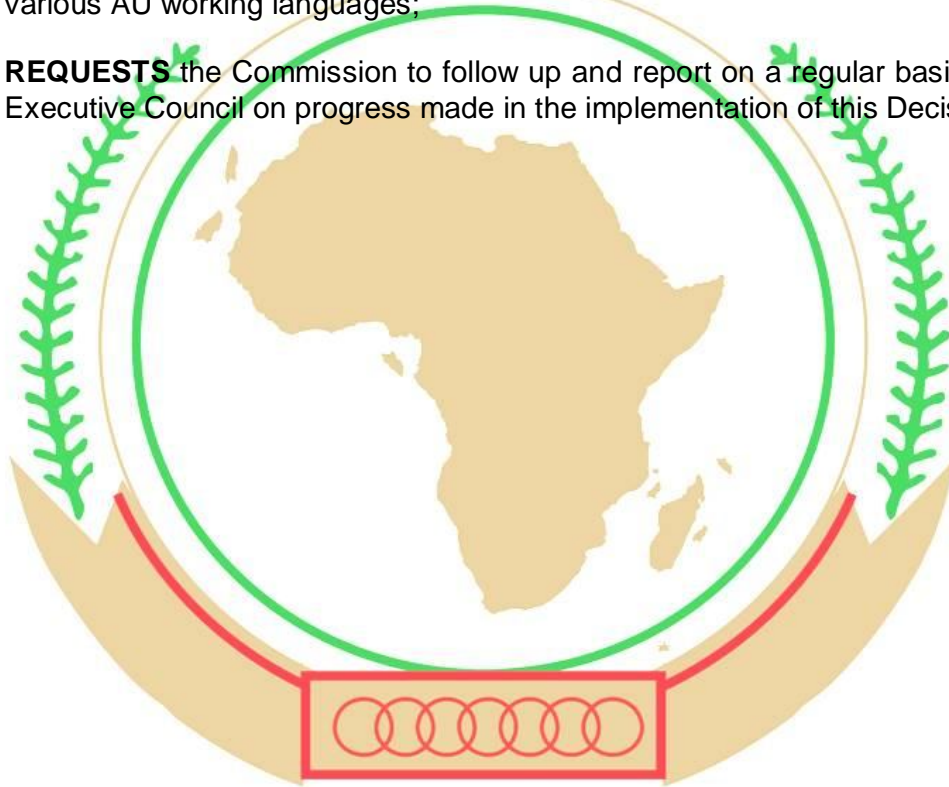 various AU working languages;
REQUESTS the Commission to follow up and report on a regular basi
Executive Council on progress made in the implementation of this Decis